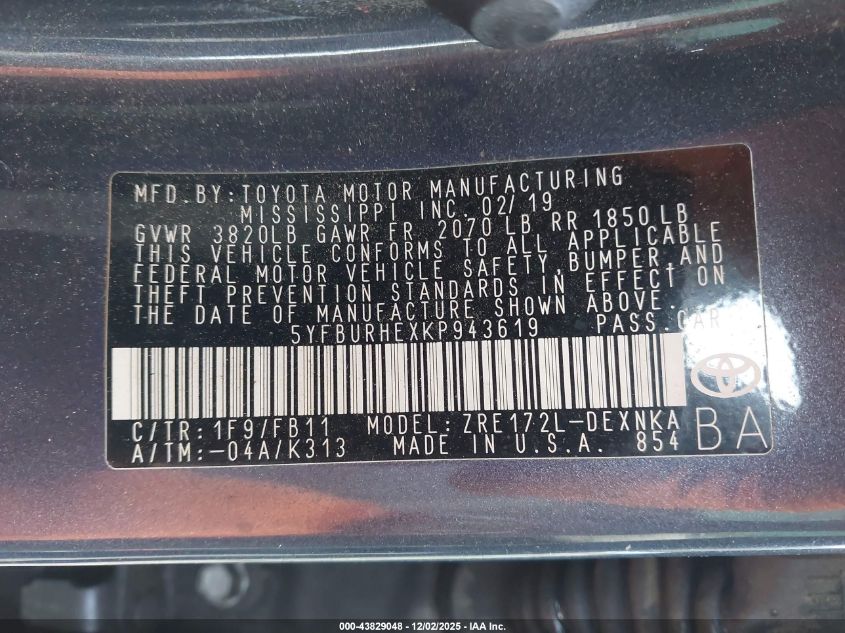 MFD. BY: TOYOTA MOTOR MANUFACTURING
MISSISSIPPI INC. 02/19
GVWR 3820LB GAWR FR 2070 LB RR 1850LB
THIS VEHICLE CONFORMS TO ALL APPLICABLE
FEDERAL MOTOR VEHICLE SAFETY, BUMPER, AND
THEFT PREVENTION STANDARDS IN EFFECT ON
THE DATE OF MANUFACTURE SHOWN ABOVE.
5YFBURHEXKP943619 PASS. CAR
C/TR: 1F9/FB11 MODEL: ZRE172L-DEXNKA
A/TM: -04A/K313 MADE IN U.S.A. 854
BA
000-43829048 - 12/02/2025 - IAA Inc.